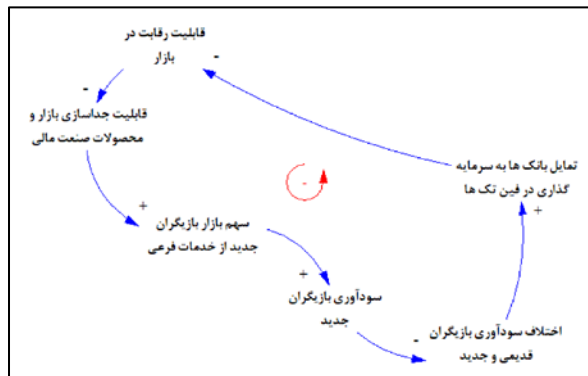 قابلیت رقابت در
بازار
-
-
قابلیت جداسازی بازار و
محصولات صنعت مالی
تمایل بانک ها به سرمایه
گذاری در فین تک ها
-
+
+
سهم بازار بازیگران
جدید از خدمات فرعی
+
سودآوری بازیگران
جدید
-
اختلاف سودآوری بازیگران
قدیمی و جدید